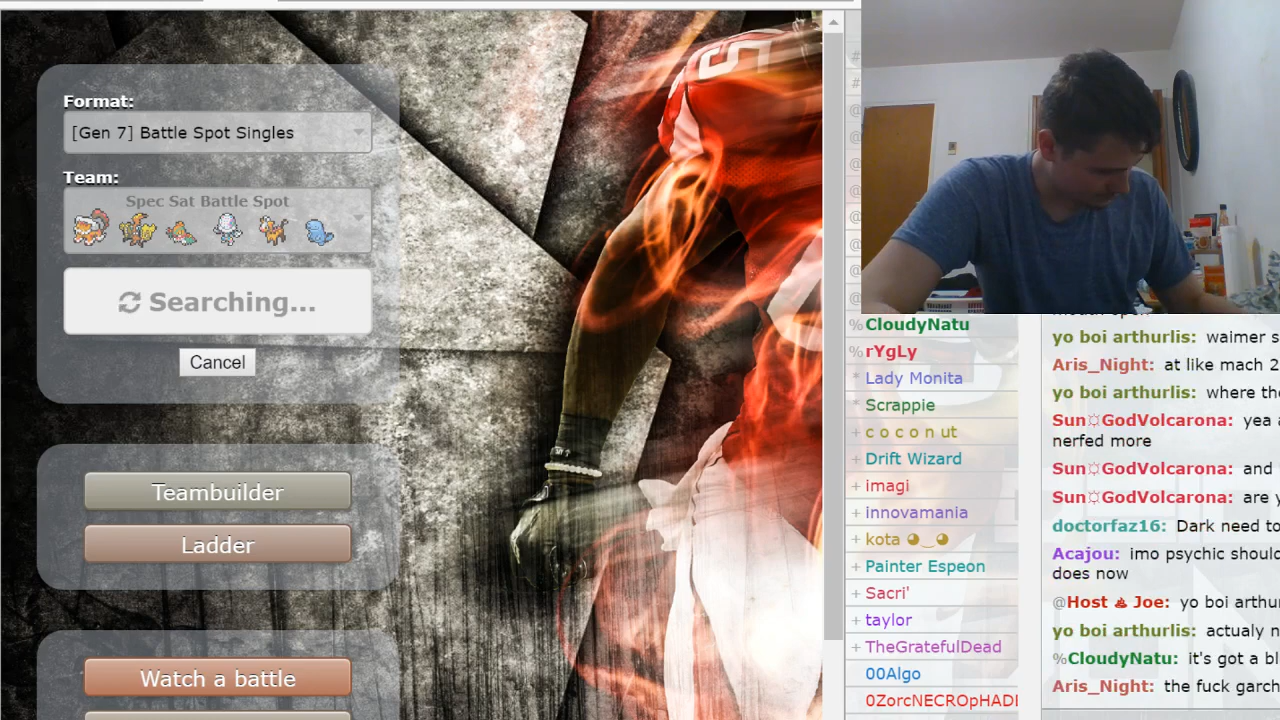 Format:
[Gen 7] Battle Spot Singles
Team:
Spec Sat Battle Spot
Searching...
Cancel
Teambuilder
Ladder
Watch a battle
5
#
#
@
@
@
@
@
@
@
@
%CloudyNatu
%rYgLy
* Lady Monita
* Scrappie
+ c o c o n ut
+ Drift Wizard
+ imagi
+ innovamania
+ kota ◕‿◕
+ Painter Espeon
+ Sacri'
+ taylor
+ TheGratefulDead
00Algo
0ZorcNECROpHADE
yo boi arthurlis: waimer s
Aris_Night: at like mach 2
yo boi arthurlis: where the
Sun☼GodVolcarona: yea a
nerfed more
Sun☼GodVolcarona: and
Sun☼GodVolcarona: are y
doctorfaz16: Dark need to
Acajou: imo psychic should
does now
@Host ♨ Joe: yo boi arthur
yo boi arthurlis: actualy n
%CloudyNatu: it's got a bl
Aris_Night: the fuck garch